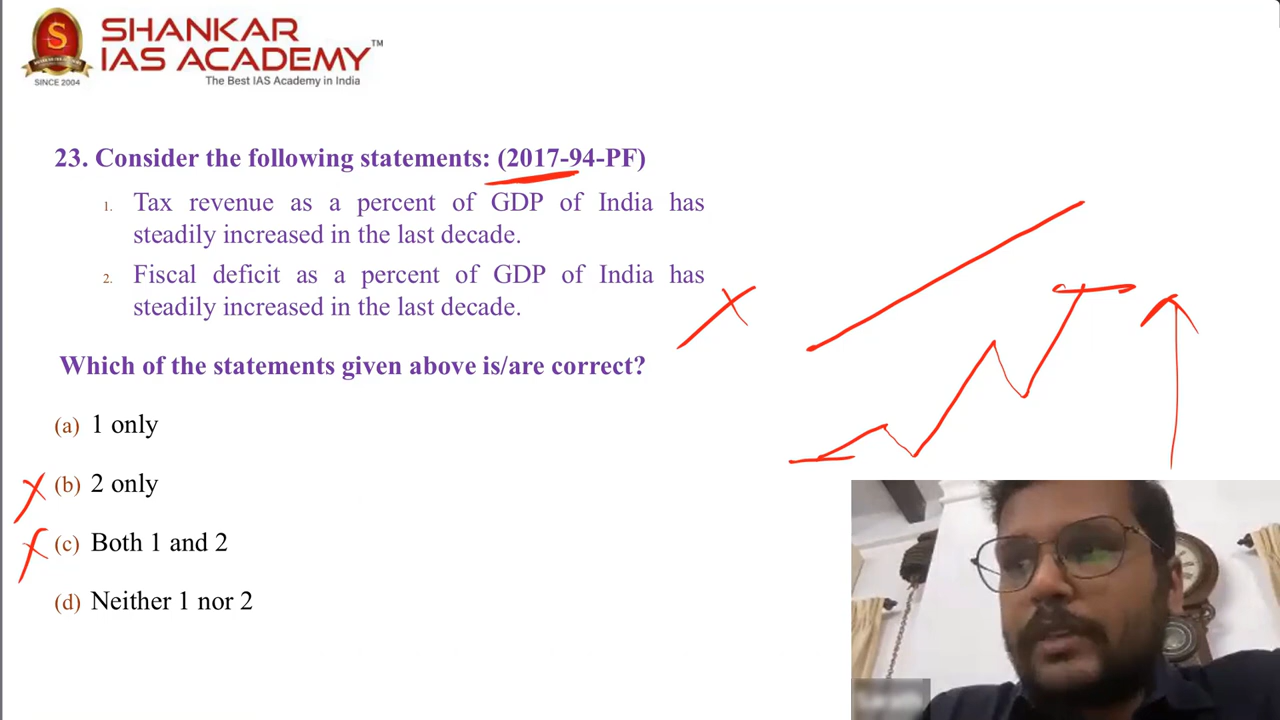 SHANKAR
IAS ACADEMY™
The Best IAS Academy in India
SINCE 2004
23. Consider the following statements: (2017-94-PF)
1. Tax revenue as a percent of GDP of India has
steadily increased in the last decade.
2. Fiscal deficit as a percent of GDP of India has
steadily increased in the last decade.
Which of the statements given above is/are correct?
(a) 1 only
(b) 2 only
(c) Both 1 and 2
(d) Neither 1 nor 2